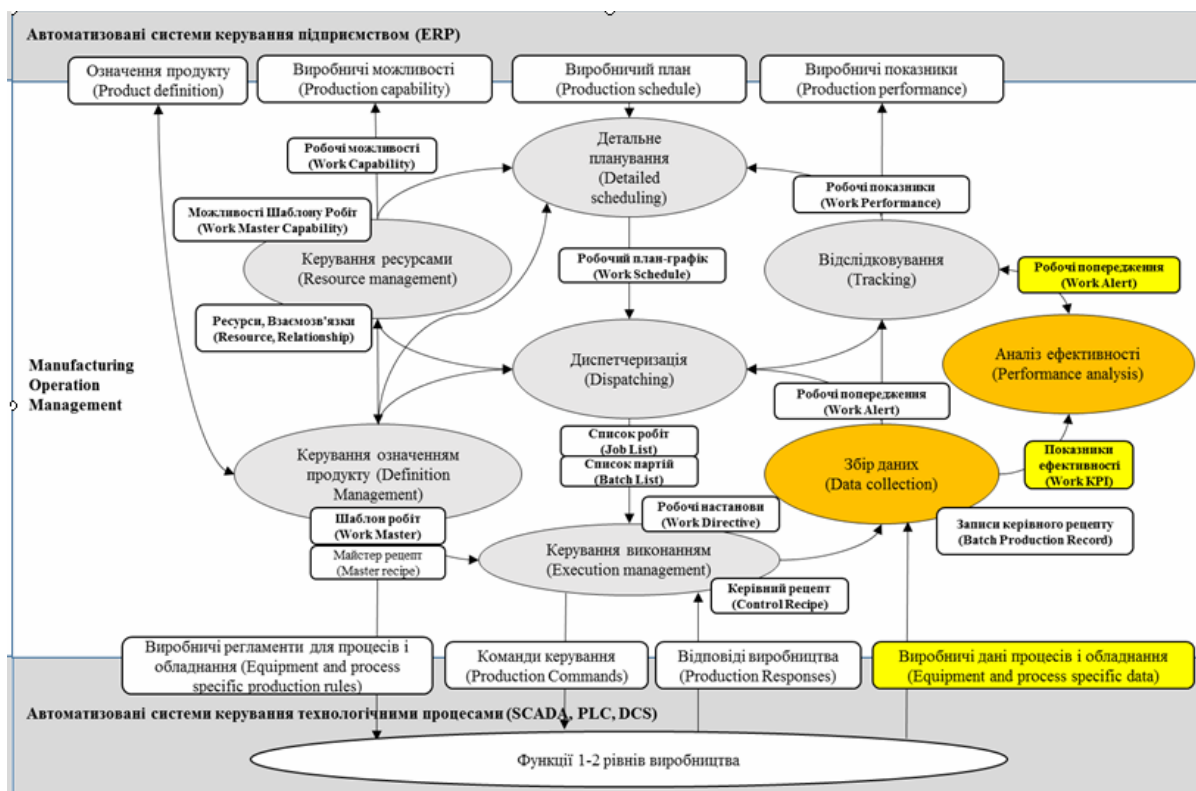 Автоматизовані системи керування підприємством (ERP)
Означення продукту
(Product definition)
Виробничі можливості
(Production capability)
Виробничий план
(Production schedule)
Виробничі показники
(Production performance)
Робочі можливості
(Work Capability)
Детальне
планування
(Detailed
scheduling)
Робочі показники
(Work Performance)
Можливості Шаблону Робіт
(Work Master Capability)
Керування ресурсами
(Resource management)
Робочий план-графік
(Work Schedule)
Відслідковування
(Tracking)
Робочі попередження
(Work Alert)
Ресурси, Взаємозв'язки
(Resource, Relationship)
Manufacturing
Operation
Management
Диспетчеризація
(Dispatching)
Аналіз ефективності
(Performance analysis)
Робочі попередження
(Work Alert)
Список робіт
(Job List)
Список партій
(Batch List)
Керування означенням
продукту (Definition
Management)
Збір даних
(Data collection)
Показники
ефективності
(Work KPI)
Робочі настанови
(Work Directive)
Шаблон робіт
(Work Master)
Майстер рецепт
(Master recipe)
Керування виконанням
(Execution management)
Записи керівного рецепту
(Batch Production Record)
Керівний рецепт
(Control Recipe)
Виробничі регламенти для процесів і
обладнання (Equipment and process
specific production rules)
Команди керування
(Production Commands)
Відповіді виробництва
(Production Responses)
Виробничі дані процесів і обладнання
(Equipment and process specific data)
Автоматизовані системи керування технологічними процесами (SCADA, PLC, DCS)
Функції 1-2 рівнів виробництва